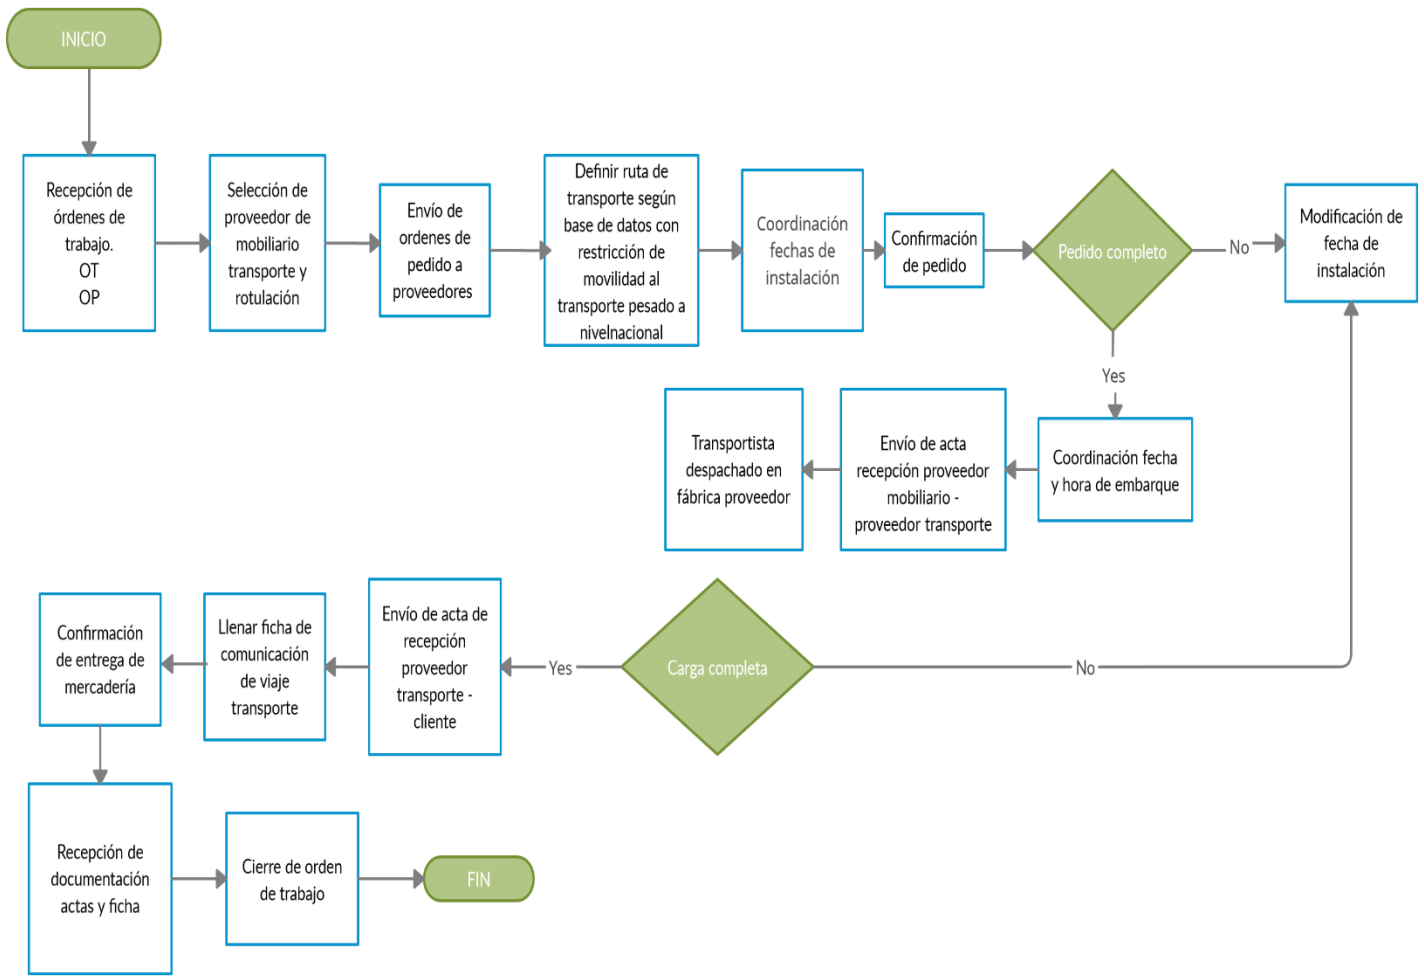 INICIO
Recepción de
órdenes de
trabajo.
OT
OP
Selección de
proveedor de
mobiliario
transporte y
rotulación
Envío de
ordenes de
pedido a
proveedores
Definir ruta de
transporte según
base de datos con
restricción de
movilidad al
transporte pesado a
nivelnacional
Coordinación
fechas de
instalación
Confirmación
de pedido
Pedido completo
No
Modificación de
fecha de
instalación
Yes
Coordinación fecha
y hora de embarque
Envío de acta
recepción proveedor
mobiliario -
proveedor transporte
Transportista
despachado en
fábrica proveedor
Carga completa
No
Yes
Envío de acta de
recepción
proveedor
transporte -
cliente
Llenar ficha de
comunicación
de viaje
transporte
Confirmación
de entrega de
mercadería
Recepción de
documentación
actas y ficha
Cierre de orden
de trabajo
FIN